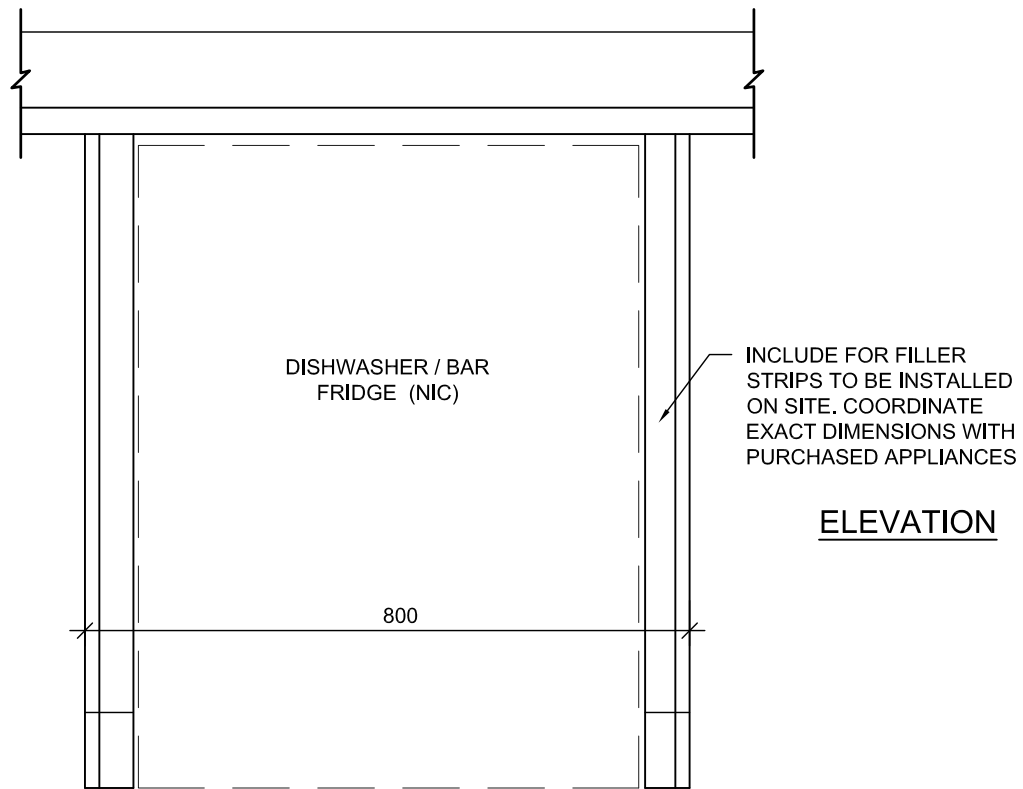 DISHWASHER / BAR
FRIDGE (NIC)
INCLUDE FOR FILLER
STRIPS TO BE INSTALLED
ON SITE. COORDINATE
EXACT DIMENSIONS WITH
PURCHASED APPLIANCES
ELEVATION
800